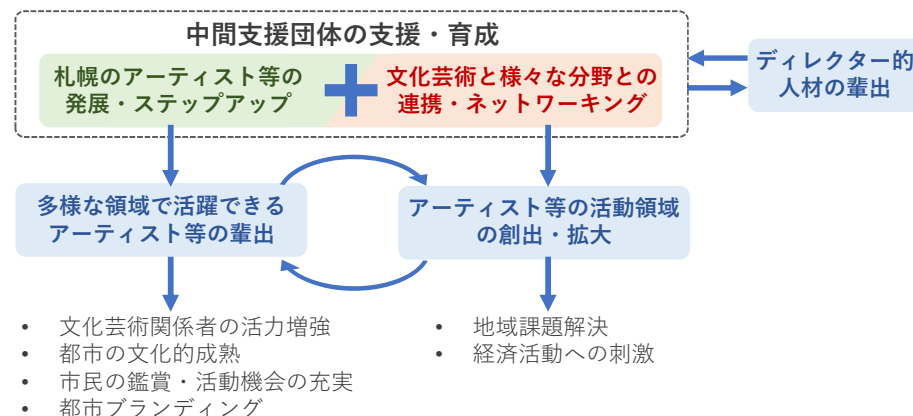 中間支援団体の支援・育成
札幌のアーティスト等の
発展・ステップアップ
文化芸術と様々な分野との
連携・ネットワーキング
ディレクター的
人材の輩出
多様な領域で活躍できる
アーティスト等の輩出
アーティスト等の活動領域
の創出・拡大
• 文化芸術関係者の活力増強
• 都市の文化的成熟
• 市民の鑑賞・活動機会の充実
• 都市ブランディング
• 地域課題解決
• 経済活動への刺激